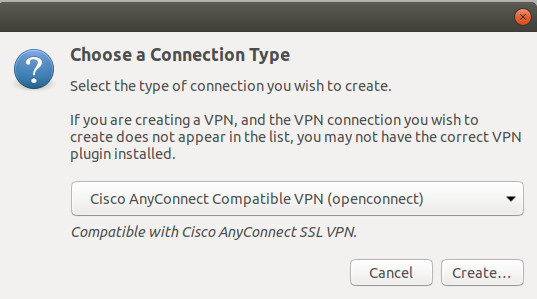 Choose a Connection Type
Select the type of connection you wish to create.
If you are creating a VPN, and the VPN connection you wish to
create does not appear in the list, you may not have the correct VPN
plugin installed.
Cisco AnyConnect Compatible VPN (openconnect)
Compatible with Cisco AnyConnect SSL VPN.
Cancel
Create...